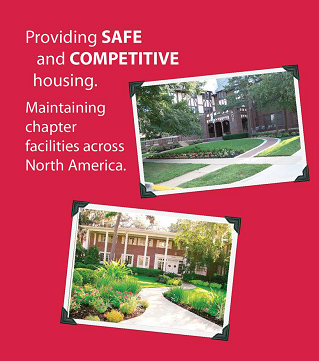 Providing SAFE
and COMPETITIVE
housing.
Maintaining
chapter
facilities across
North America.